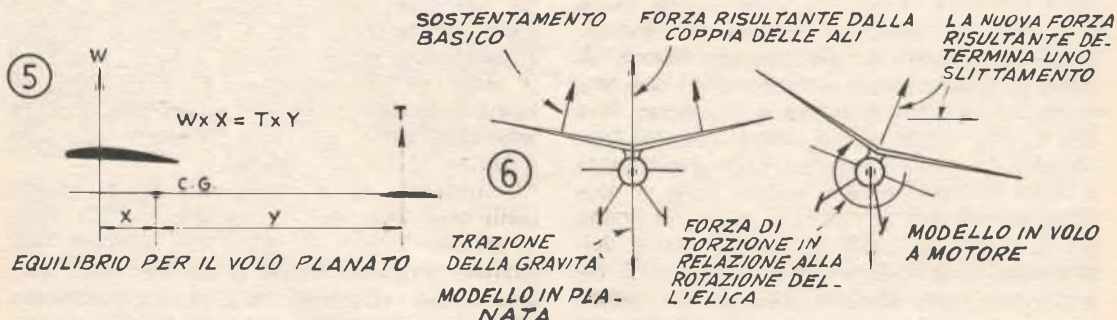 5
W
W x X = T x Y
T
C.G.
X
Y
EQUILIBRIO PER IL VOLO PLANATO
6
SOSTENTAMENTO
BASICO
FORZA RISULTANTE DALLA
COPPIA DELLE ALI
LA NUOVA FORZA
RISULTANTE DE-
TERMINA UNO
SLITTAMENTO
TRAZIONE
DELLA GRAVITA'
MODELLO IN PLA-
NATA
FORZA DI
TORZIONE IN
RELAZIONE ALLA
ROTAZIONE DEL-
L'ELICA
MODELLO IN VOLO
A MOTORE